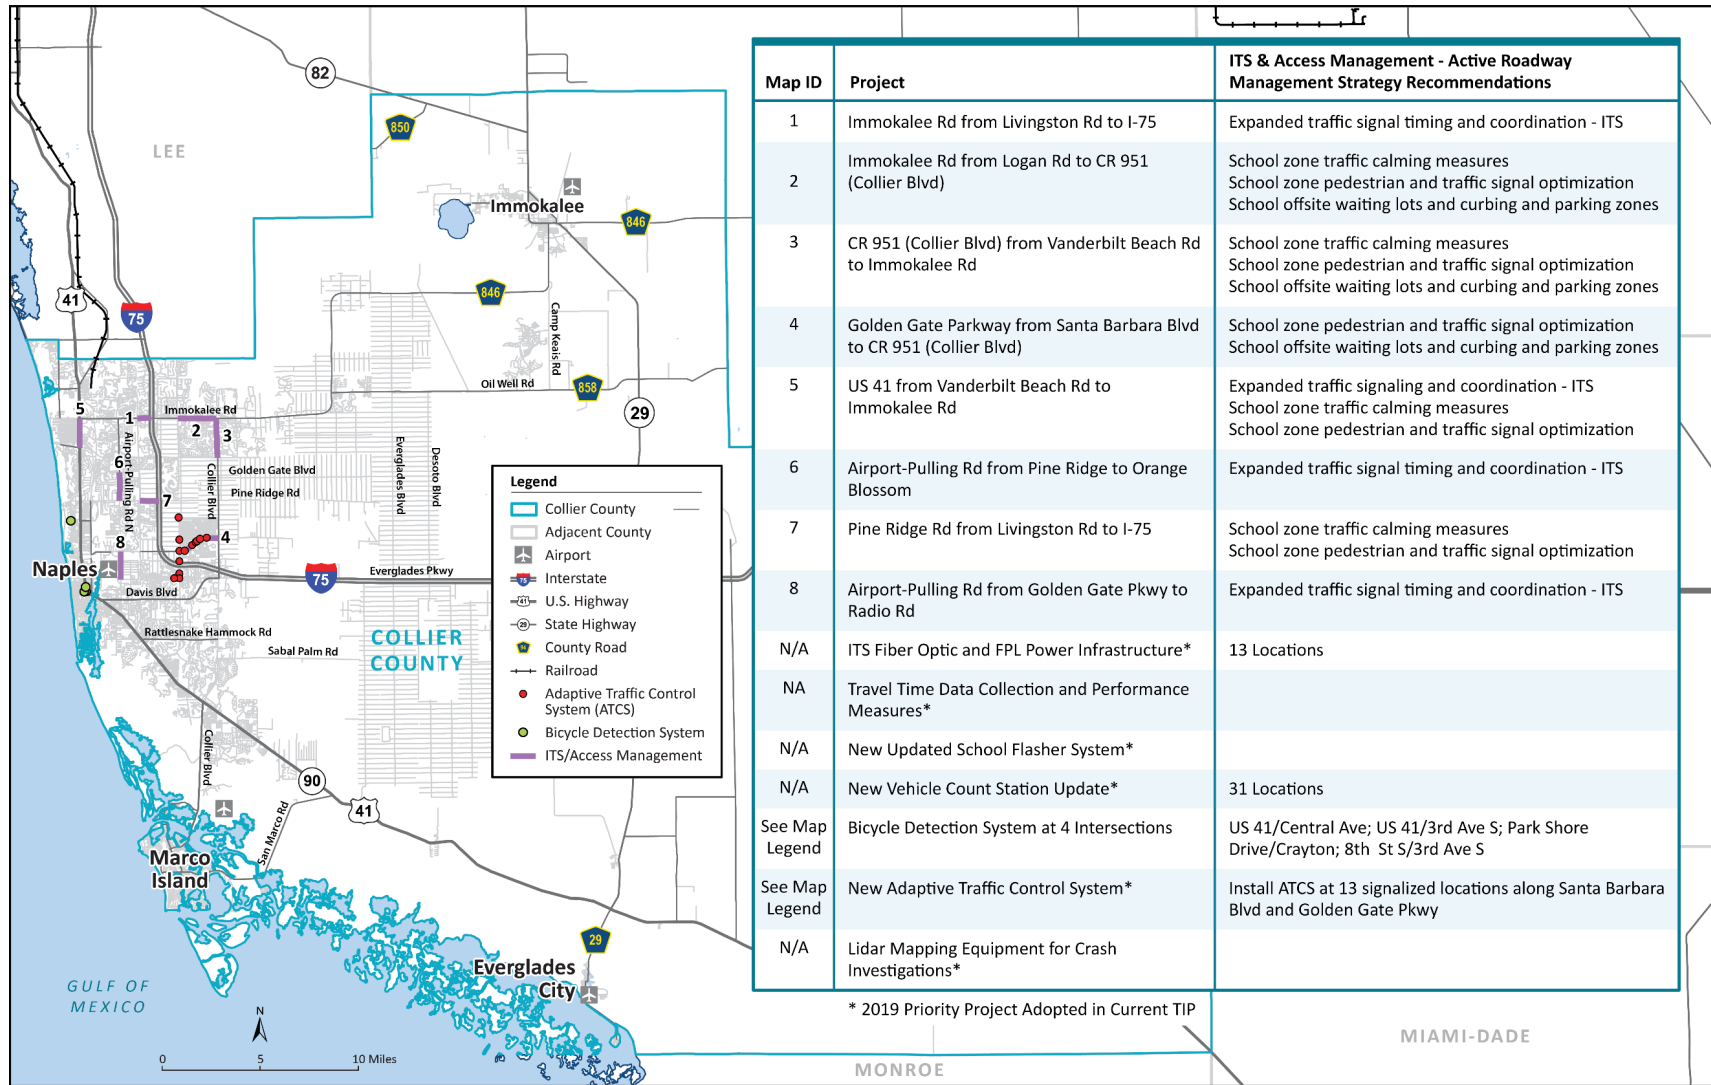 82
850
LEE
Immokalee
846
41
75
846
Camp Keais Rd
Oil Well Rd
858
29
5
1
Immokalee Rd
2
3
6
Airport-Pulling Rd N
Collier Blvd
Golden Gate Blvd
Pine Ridge Rd
Everglades Blvd
Desoto Blvd
7
8
4
Naples
75
Everglades Pkwy
Davis Blvd
Rattlesnake Hammock Rd
Sabal Palm Rd
COLLIER
COUNTY
Collier Blvd
90
41
San Marco Rd
Marco
Island
29
Everglades
City
GULF OF
MEXICO
N
0 5 10 Miles
MONROE
MIAMI-DADE
Legend
Collier County
Adjacent County
Airport
75 Interstate
41 U.S. Highway
29 State Highway
94 County Road
Railroad
Adaptive Traffic Control
System (ATCS)
Bicycle Detection System
ITS/Access Management
ITS & Access Management - Active Roadway
Map ID Project Management Strategy Recommendations
1 Immokalee Rd from Livingston Rd to I-75 Expanded traffic signal timing and coordination - ITS
Immokalee Rd from Logan Rd to CR 951 School zone traffic calming measures
2 (Collier Blvd) School zone pedestrian and traffic signal optimization
School offsite waiting lots and curbing and parking zones
3 CR 951 (Collier Blvd) from Vanderbilt Beach Rd School zone traffic calming measures
to Immokalee Rd School zone pedestrian and traffic signal optimization
School offsite waiting lots and curbing and parking zones
4 Golden Gate Parkway from Santa Barbara Blvd School zone pedestrian and traffic signal optimization
to CR 951 (Collier Blvd) School offsite waiting lots and curbing and parking zones
5 US 41 from Vanderbilt Beach Rd to Expanded traffic signaling and coordination - ITS
Immokalee Rd School zone traffic calming measures
School zone pedestrian and traffic signal optimization
6 Airport-Pulling Rd from Pine Ridge to Orange Expanded traffic signal timing and coordination - ITS
Blossom
7 Pine Ridge Rd from Livingston Rd to I-75 School zone traffic calming measures
School zone pedestrian and traffic signal optimization
8 Airport-Pulling Rd from Golden Gate Pkwy to Expanded traffic signal timing and coordination - ITS
Radio Rd
N/A ITS Fiber Optic and FPL Power Infrastructure* 13 Locations
NA Travel Time Data Collection and Performance
Measures*
N/A New Updated School Flasher System*
N/A New Vehicle Count Station Update* 31 Locations
See Map Bicycle Detection System at 4 Intersections US 41/Central Ave; US 41/3rd Ave S; Park Shore
Legend Drive/Crayton; 8th St S/3rd Ave S
See Map New Adaptive Traffic Control System* Install ATCS at 13 signalized locations along Santa Barbara
Legend Blvd and Golden Gate Pkwy
N/A Lidar Mapping Equipment for Crash
Investigations*
* 2019 Priority Project Adopted in Current TIP